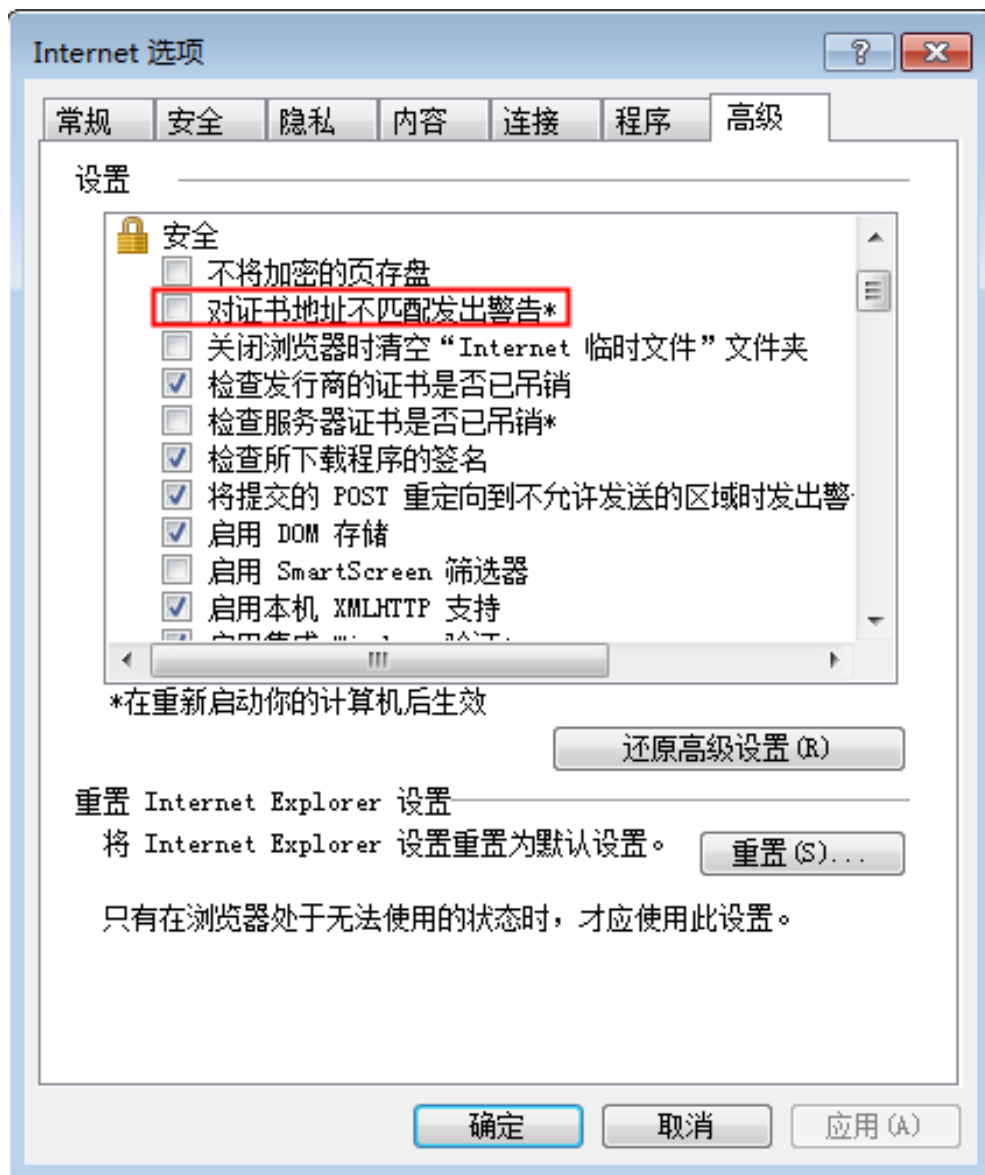 Internet 选项
常规 安全 隐私 内容 连接 程序 高级
设置
安全
不将加密的页存盘
对证书地址不匹配发出警告*
关闭浏览器时清空“Internet 临时文件”文件夹
检查发行商的证书是否已吊销
检查服务器证书是否已吊销*
检查所下载程序的签名
将提交的 POST 重定向到不允许发送的区域时发出警
启用 DOM 存储
启用 SmartScreen 筛选器
启用本机 XMLHTTP 支持
*在重新启动你的计算机后生效
还原高级设置(R)
重置 Internet Explorer 设置
将 Internet Explorer 设置重置为默认设置。
重置(S)...
只有在浏览器处于无法使用的状态时，才应使用此设置。
确定 取消 应用(A)